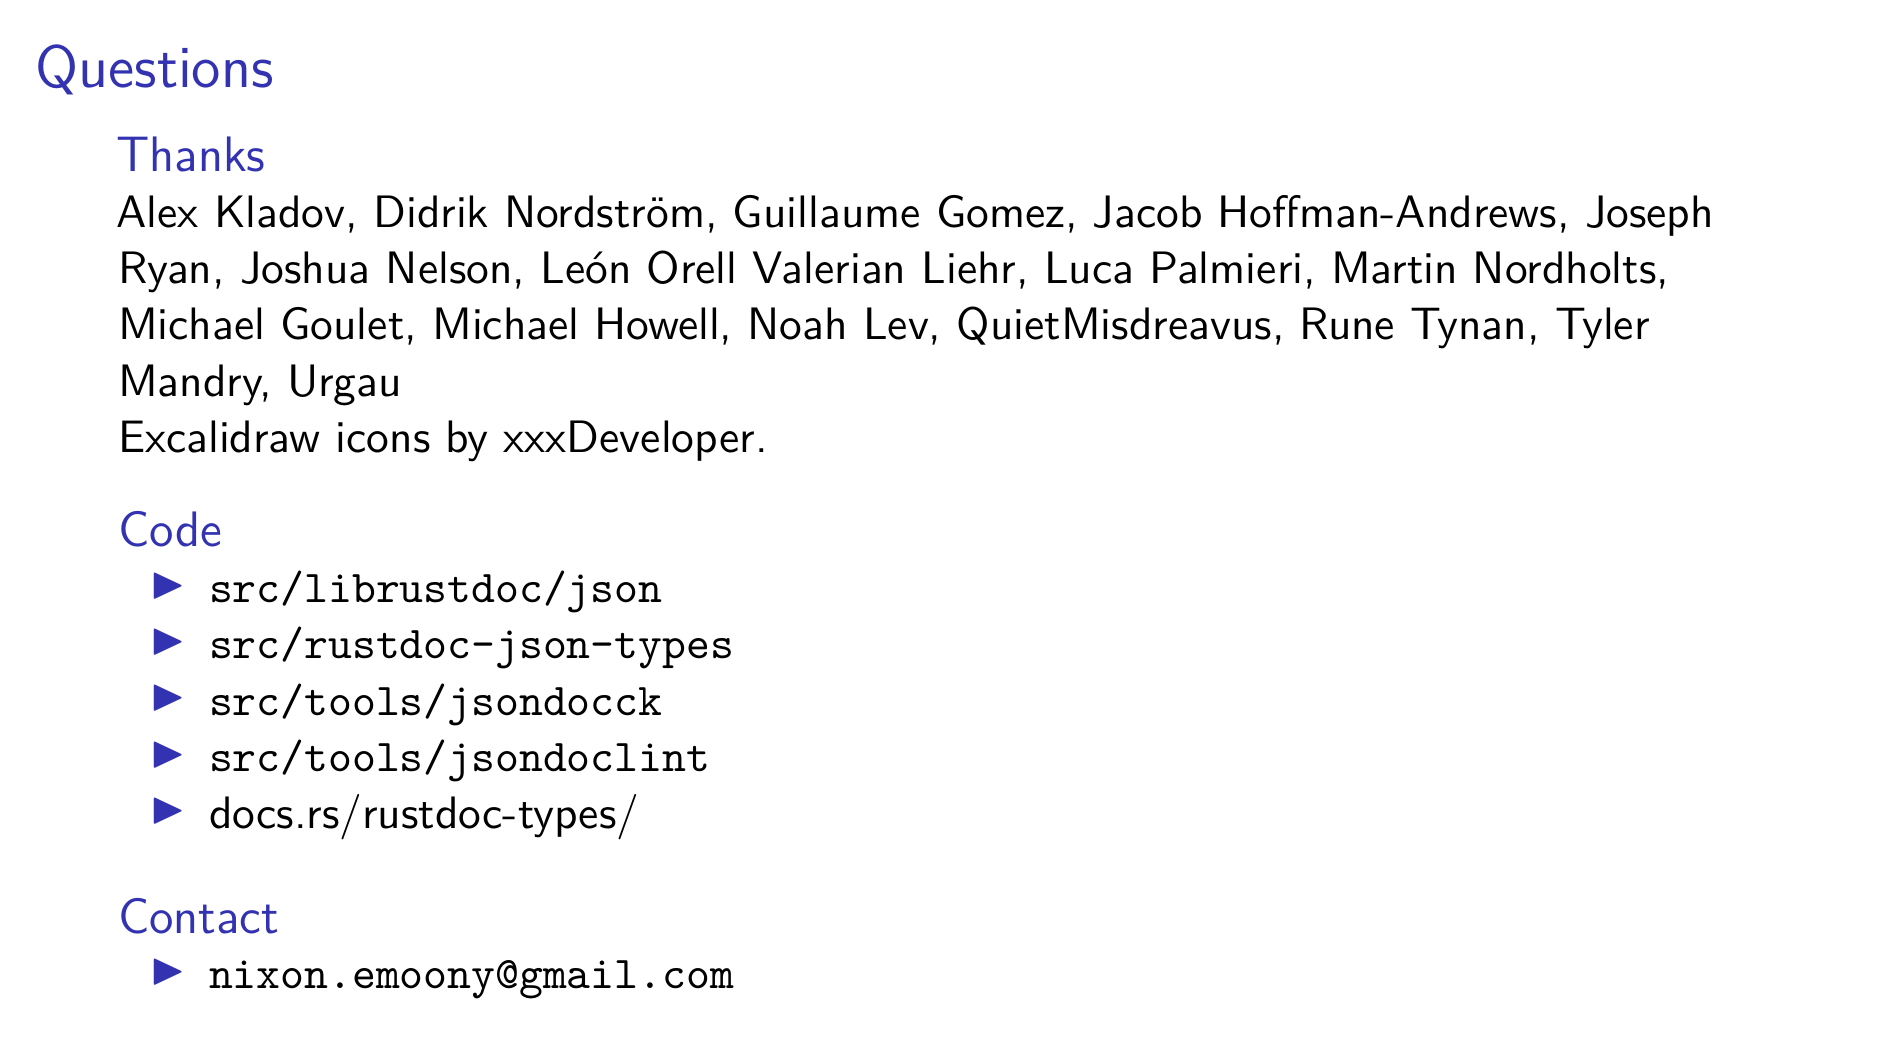 Questions
Thanks
Alex Kladov, Didrik Nordström, Guillaume Gomez, Jacob Hoffman-Andrews, Joseph
Ryan, Joshua Nelson, León Orell Valerian Liehr, Luca Palmieri, Martin Nordholts,
Michael Goulet, Michael Howell, Noah Lev, QuietMisdreavus, Rune Tynan, Tyler
Mandry, Urgau
Excalidraw icons by xxxDeveloper.
Code
▶ src/librustdoc/json
▶ src/rustdoc-json-types
▶ src/tools/jsondocck
▶ src/tools/jsondoclint
▶ docs.rs/rustdoc-types/
Contact
▶ nixon.emoony@gmail.com